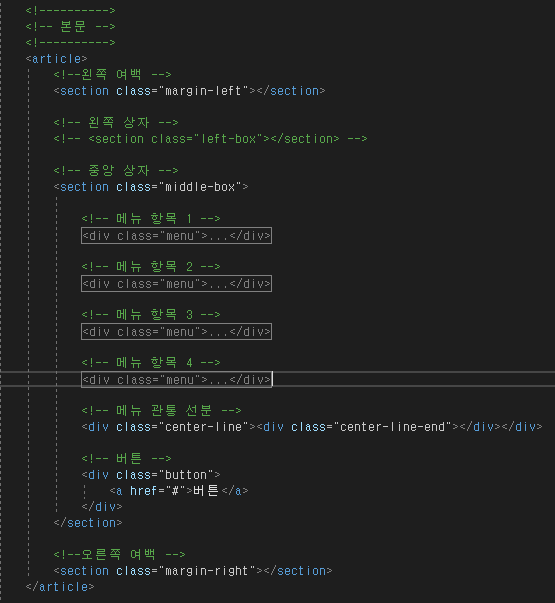 <!---------->
<!-- 본문 -->
<!---------->
<article>
<!--왼쪽 여백 -->
<section class="margin-left"></section>
<!-- 왼쪽 상자 -->
<!-- <section class="left-box"></section> -->
<!-- 중앙 상자 -->
<section class="middle-box">
<!-- 메뉴 항목 1 -->
<div class="menu">...</div>
<!-- 메뉴 항목 2 -->
<div class="menu">...</div>
<!-- 메뉴 항목 3 -->
<div class="menu">...</div>
<!-- 메뉴 항목 4 -->
<div class="menu">...</div>
<!-- 메뉴 관통 선분 -->
<div class="center-line"><div class="center-line-end"></div></div>
<!-- 버튼 -->
<div class="button">
<a href="#">버튼</a>
</div>
</section>
<!--오른쪽 여백 -->
<section class="margin-right"></section>
</article>